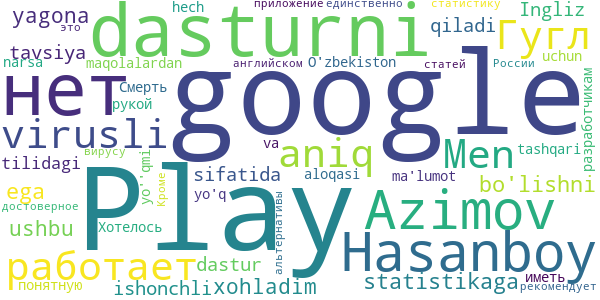 hech приложение единственно статистику
yagona это dasturni qiladi Ingliz
narsa maqolalardan английском O'zbekiston статей России Гугл uchun
tavsiya Смерть
нет рукой google разработчикам
virusli va aniq Men tashqari
tilidagi вирусу yo''qmi sifatida aloqasi ma'lumot bo'lishni
ega Play yo'q Кроме Azimov
достоверное ushbu Хотелось альтернативы
работает dastur Hasanboy
понятную ishonchli xohladim statistikaga иметь рекомендует